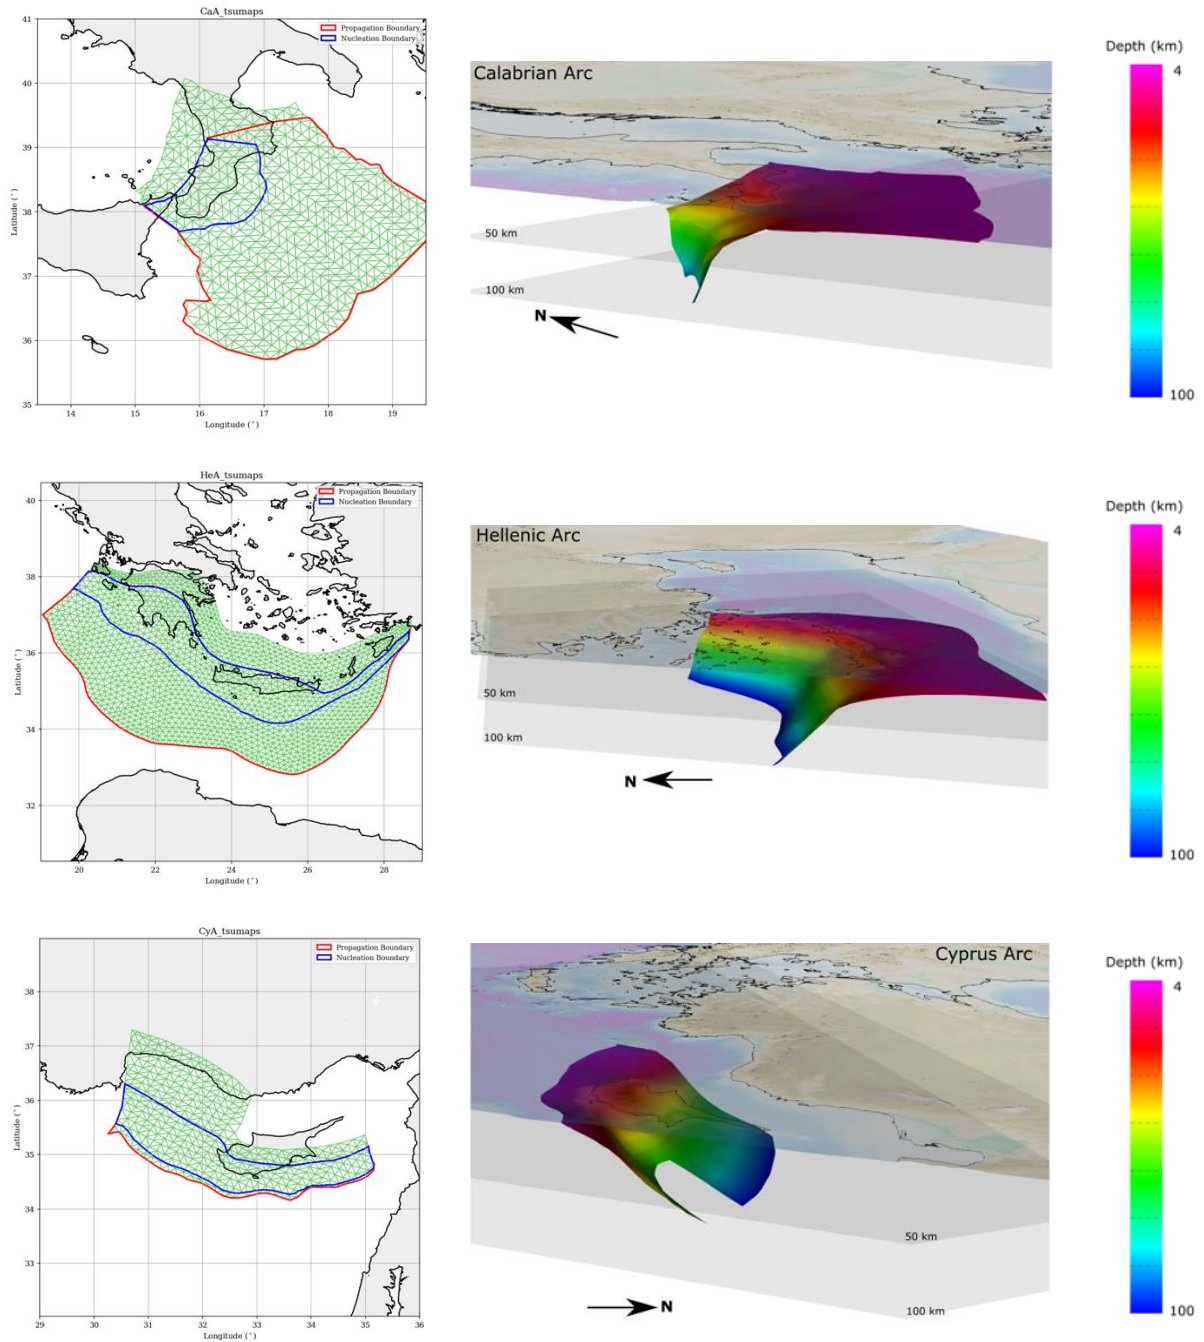 CaA_tsumaps
Propagation Boundary
Nucleation Boundary
41
40
39
38
37
36
35
Latitude (°)
14 15 16 17 18 19
Longitude (°)
Calabrian Arc
50 km
100 km
N
Depth (km)
4
100
HeA_tsumaps
Propagation Boundary
Nucleation Boundary
40
38
36
34
32
Latitude (°)
20 22 24 26 28
Longitude (°)
Hellenic Arc
50 km
100 km
N
Depth (km)
4
100
CyA_tsumaps
Propagation Boundary
Nucleation Boundary
38
37
36
35
34
33
Latitude (°)
29 30 31 32 33 34 35 36
Longitude (°)
Cyprus Arc
50 km
100 km
N
Depth (km)
4
100